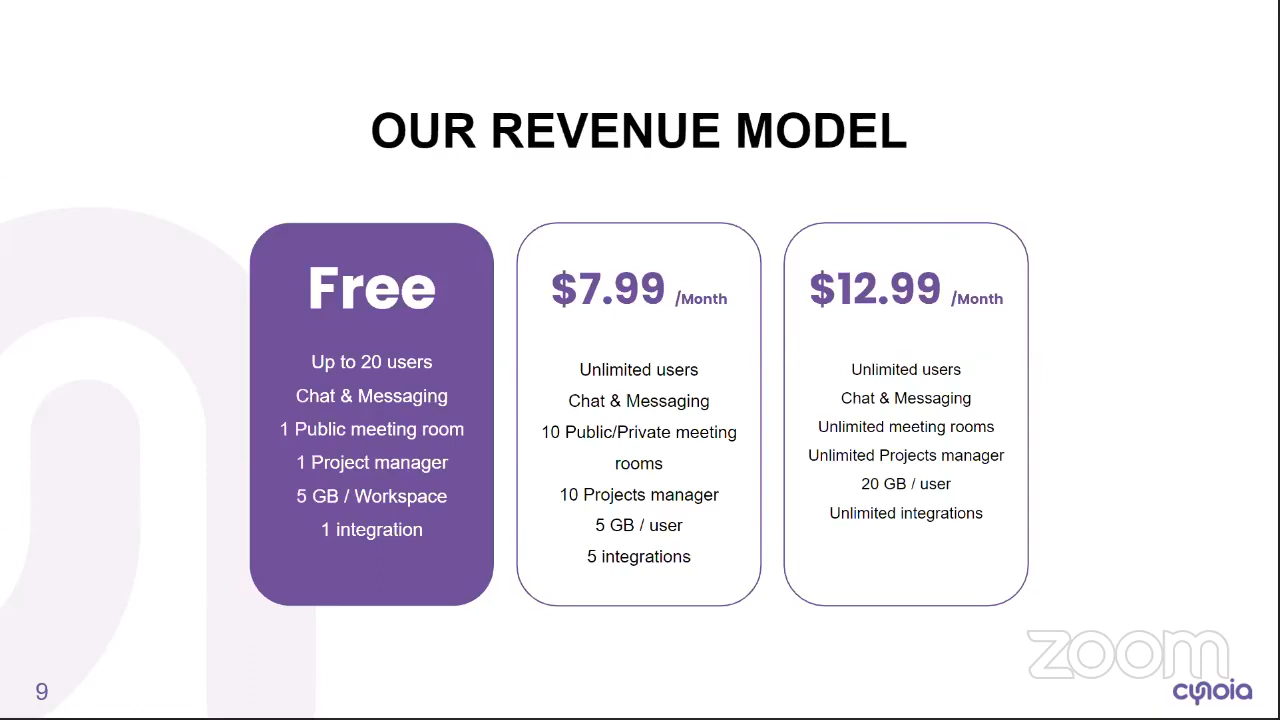 OUR REVENUE MODEL
Free
Up to 20 users
Chat & Messaging
1 Public meeting room
1 Project manager
5 GB / Workspace
1 integration
$7.99 /Month
Unlimited users
Chat & Messaging
10 Public/Private meeting
rooms
10 Projects manager
5 GB / user
5 integrations
$12.99 /Month
Unlimited users
Chat & Messaging
Unlimited meeting rooms
Unlimited Projects manager
20 GB / user
Unlimited integrations
zoom
cynoia
9